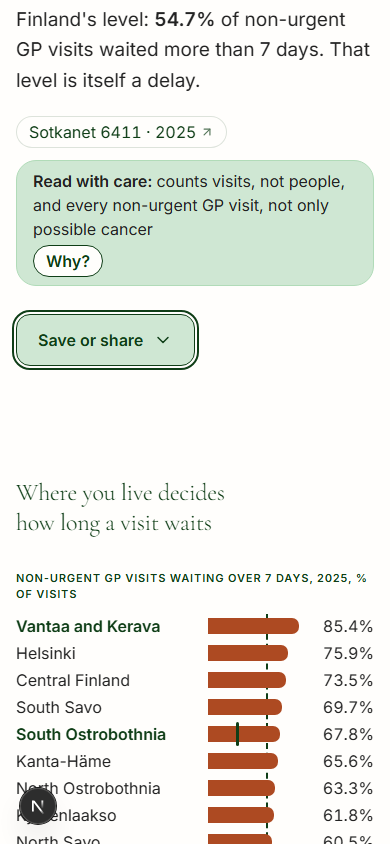 Finland's level: 54.7% of non-urgent
GP visits waited more than 7 days. That
level is itself a delay.
Sotkanet 6411 · 2025 ↗
Read with care: counts visits, not people,
and every non-urgent GP visit, not only
possible cancer
Why?
Save or share
Where you live decides
how long a visit waits
NON-URGENT GP VISITS WAITING OVER 7 DAYS, 2025, %
OF VISITS
Vantaa and Kerava 85.4%
Helsinki 75.9%
Central Finland 73.5%
South Savo 69.7%
South Ostrobothnia 67.8%
Kanta-Häme 65.6%
North Ostrobothnia 63.3%
N
61.8%
North Savo 60.5%